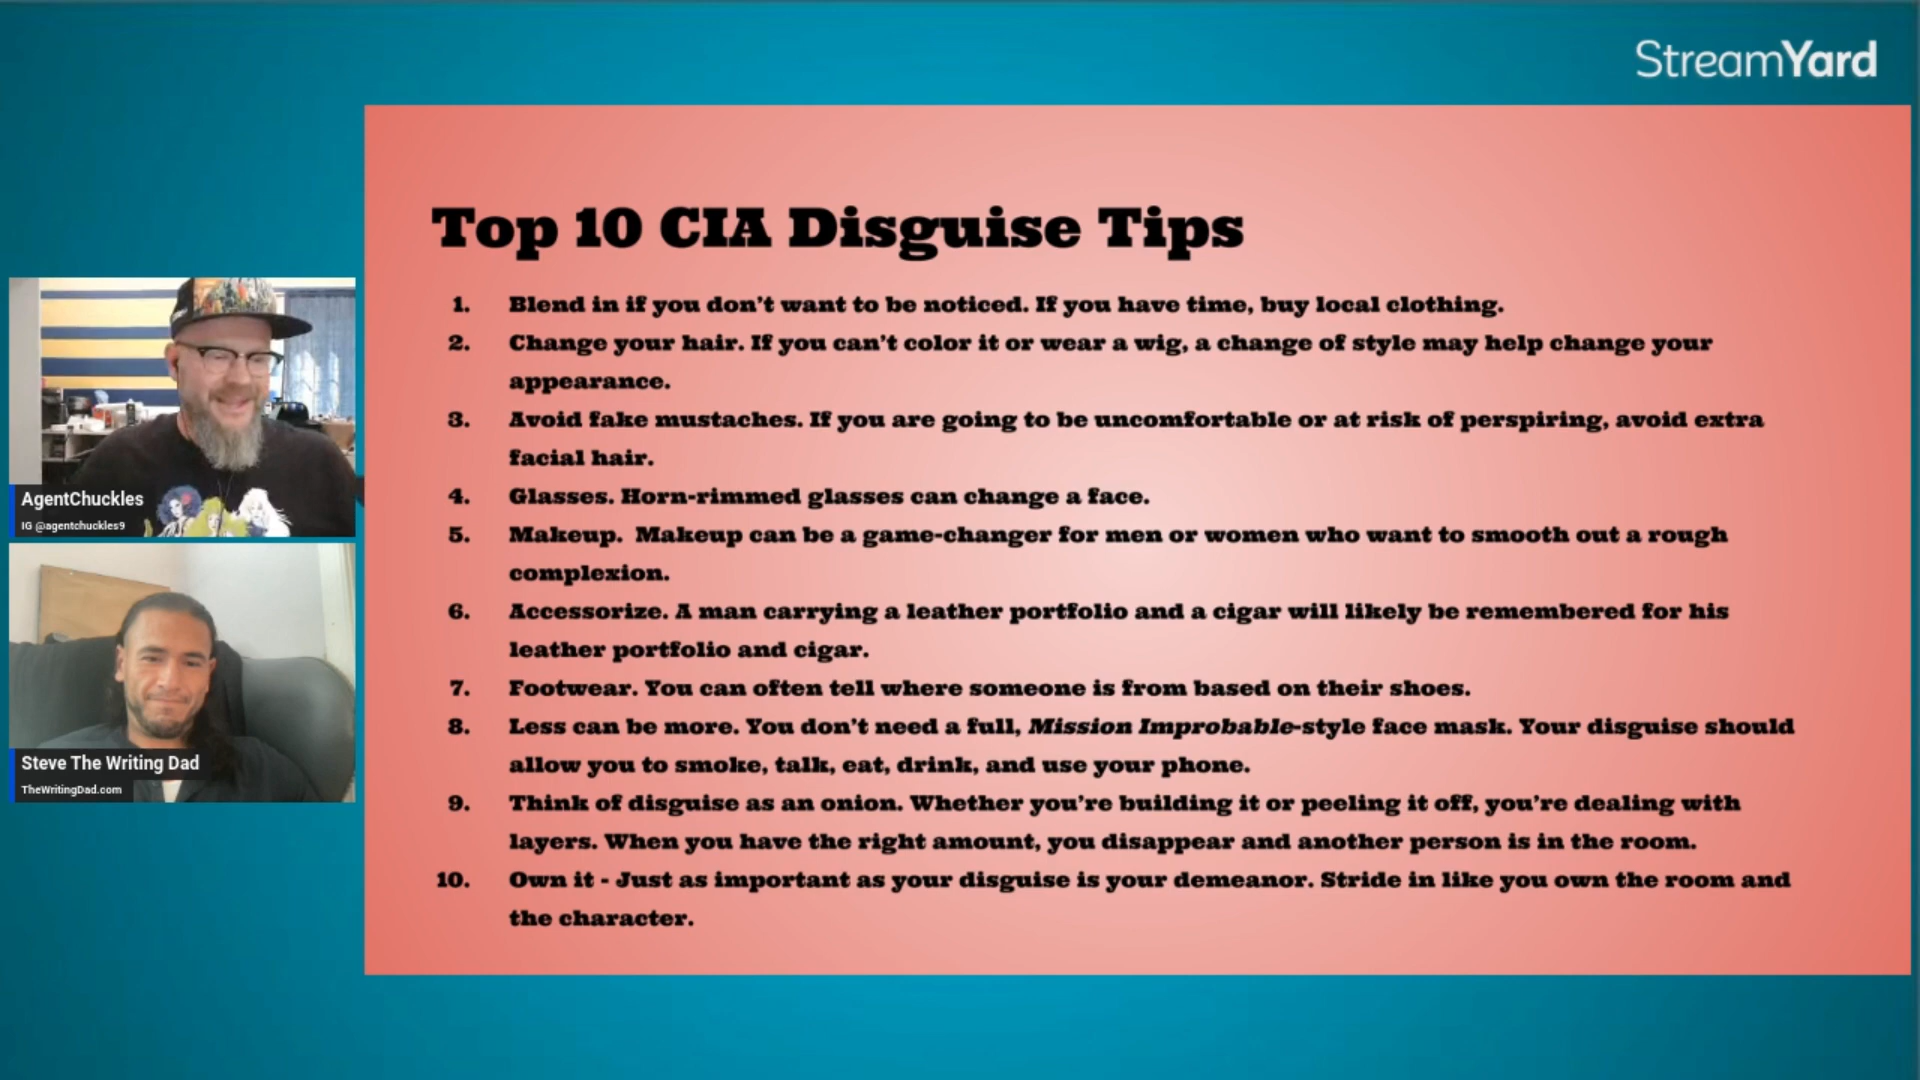 StreamYard
Top 10 CIA Disguise Tips
1. Blend in if you don't want to be noticed. If you have time, buy local clothing.
2. Change your hair. If you can't color it or wear a wig, a change of style may help change your
appearance.
3. Avoid fake mustaches. If you are going to be uncomfortable or at risk of perspiring, avoid extra
facial hair.
4. Glasses. Horn-rimmed glasses can change a face.
5. Makeup.  Makeup can be a game-changer for men or women who want to smooth out a rough
complexion.
6. Accessorize. A man carrying a leather portfolio and a cigar will likely be remembered for his
leather portfolio and cigar.
7. Footwear. You can often tell where someone is from based on their shoes.
8. Less can be more. You don't need a full, Mission Improbable-style face mask. Your disguise should
allow you to smoke, talk, eat, drink, and use your phone.
9. Think of disguise as an onion. Whether you're building it or peeling it off, you're dealing with
layers. When you have the right amount, you disappear and another person is in the room.
10. Own it - Just as important as your disguise is your demeanor. Stride in like you own the room and
the character.
AgentChuckles
IG @agentchuckles9
Steve The Writing Dad
TheWritingDad.com